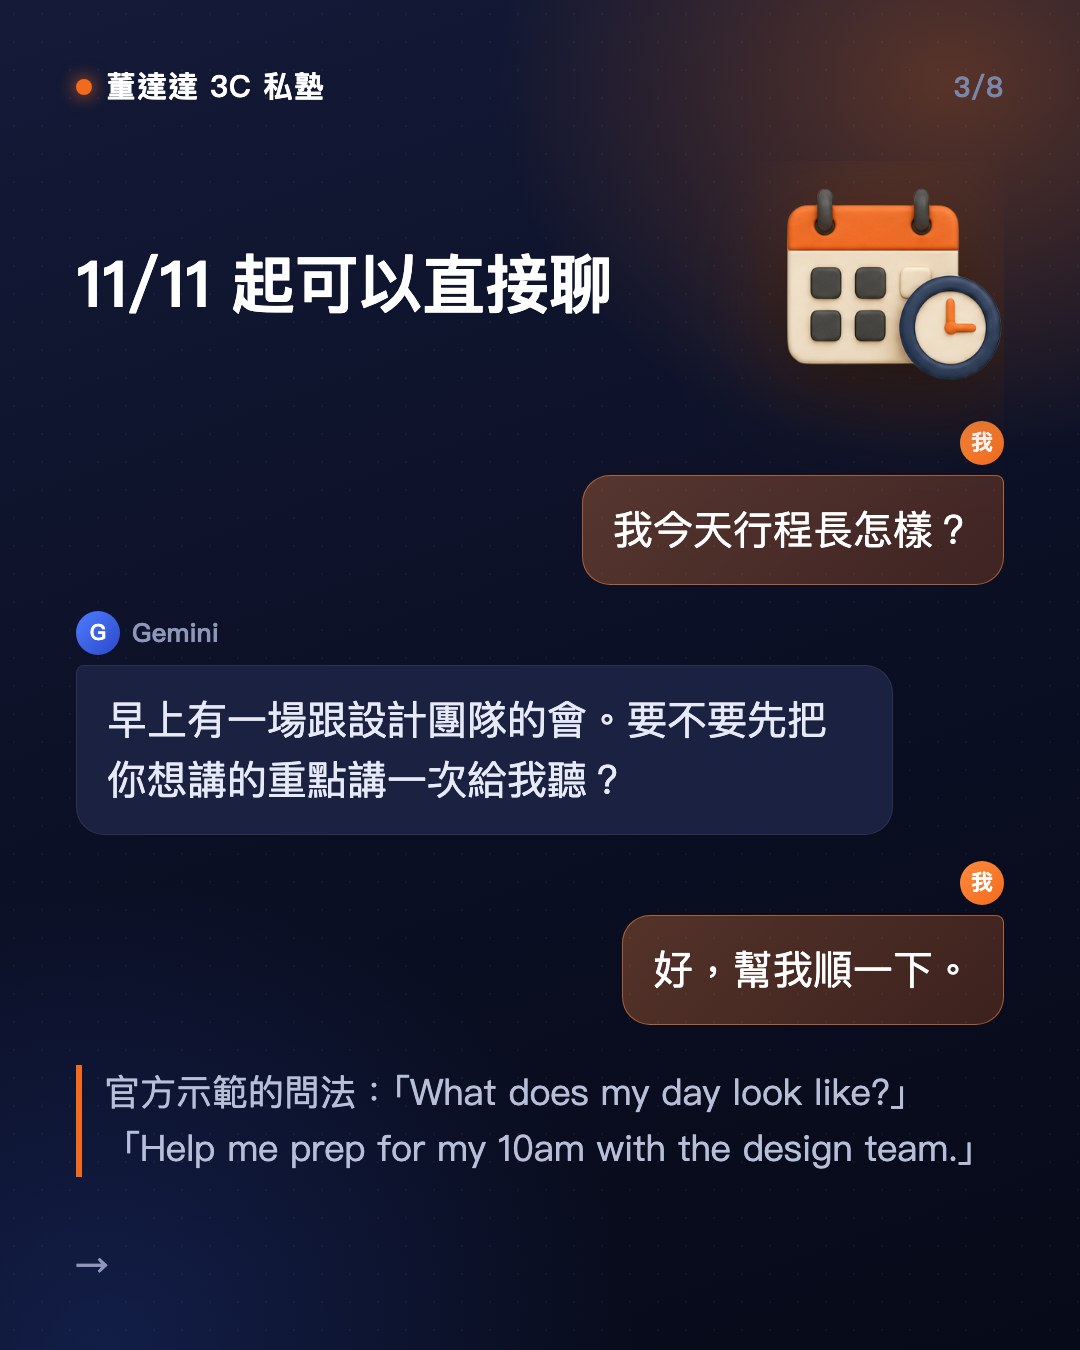 董達達 3C 私塾
3/8
11/11 起可以直接聊
我
我今天行程長怎樣？
G Gemini
早上有一場跟設計團隊的會。要不要先把
你想講的重點講一次給我聽？
我
好，幫我順一下。
官方示範的問法：「What does my day look like?」
「Help me prep for my 10am with the design team.」
→